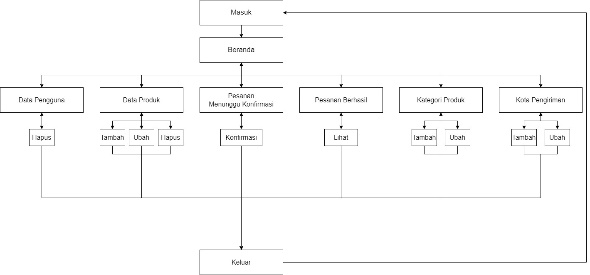 Masuk
Beranda
Data Pengguna
Data Produk
Pesanan
Menunggu Konfirmasi
Pesanan Berhasil
Kategori Produk
Kota Pengiriman
Hapus
Tambah
Ubah
Hapus
Konfirmasi
Lihat
Tambah
Ubah
Tambah
Ubah
Keluar